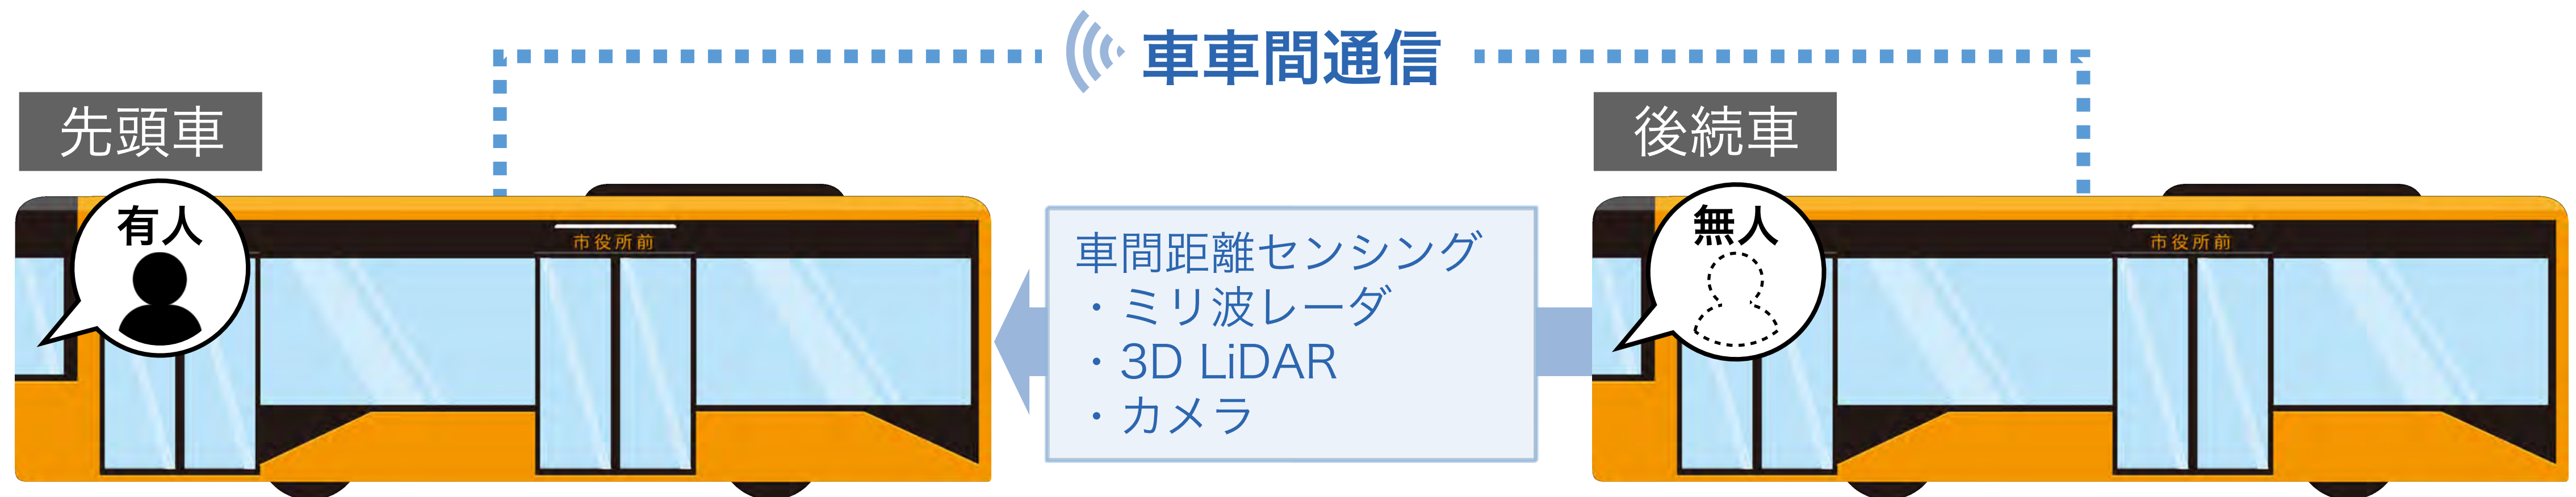 車車間通信
先頭車
後続車
有人
市役所前
車間距離センシング
・ミリ波レーダ
・3D LiDAR
・カメラ
無人
市役所前